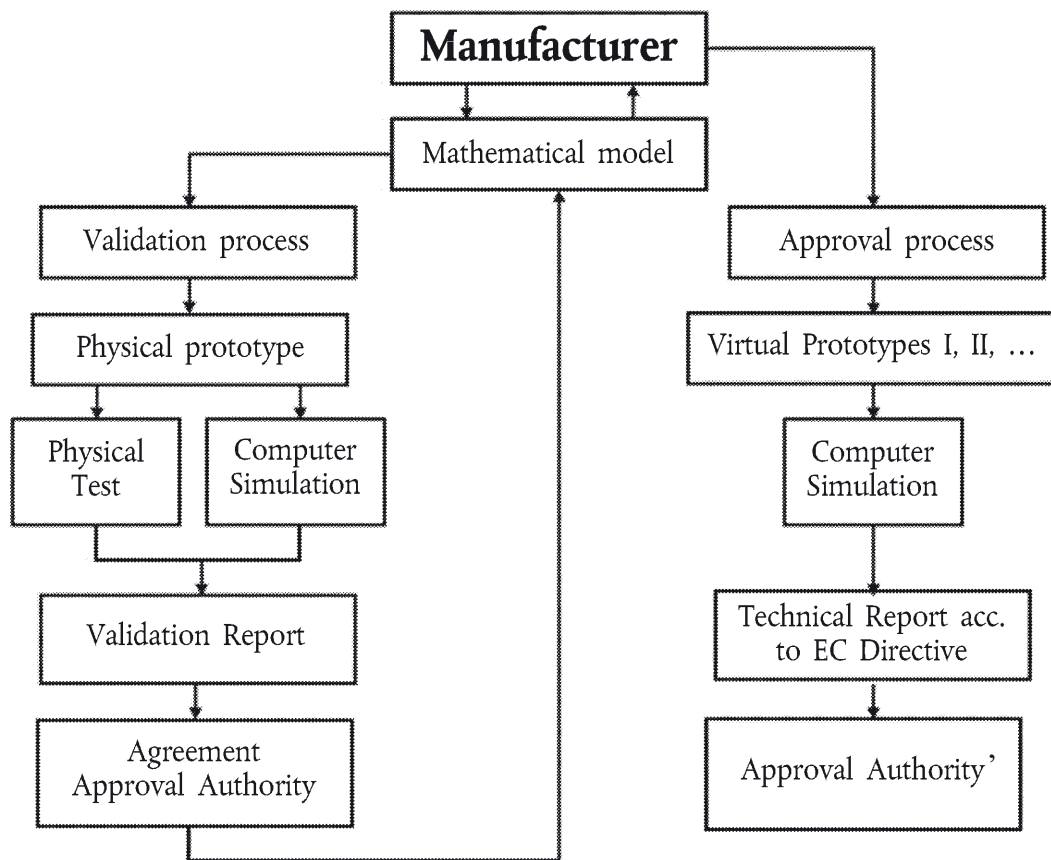 Manufacturer
Mathematical model
Validation process
Physical prototype
Physical
Test
Computer
Simulation
Validation Report
Agreement
Approval Authority
Approval process
Virtual Prototypes I, II, …
Computer
Simulation
Technical Report acc.
to EC Directive
Approval Authority’